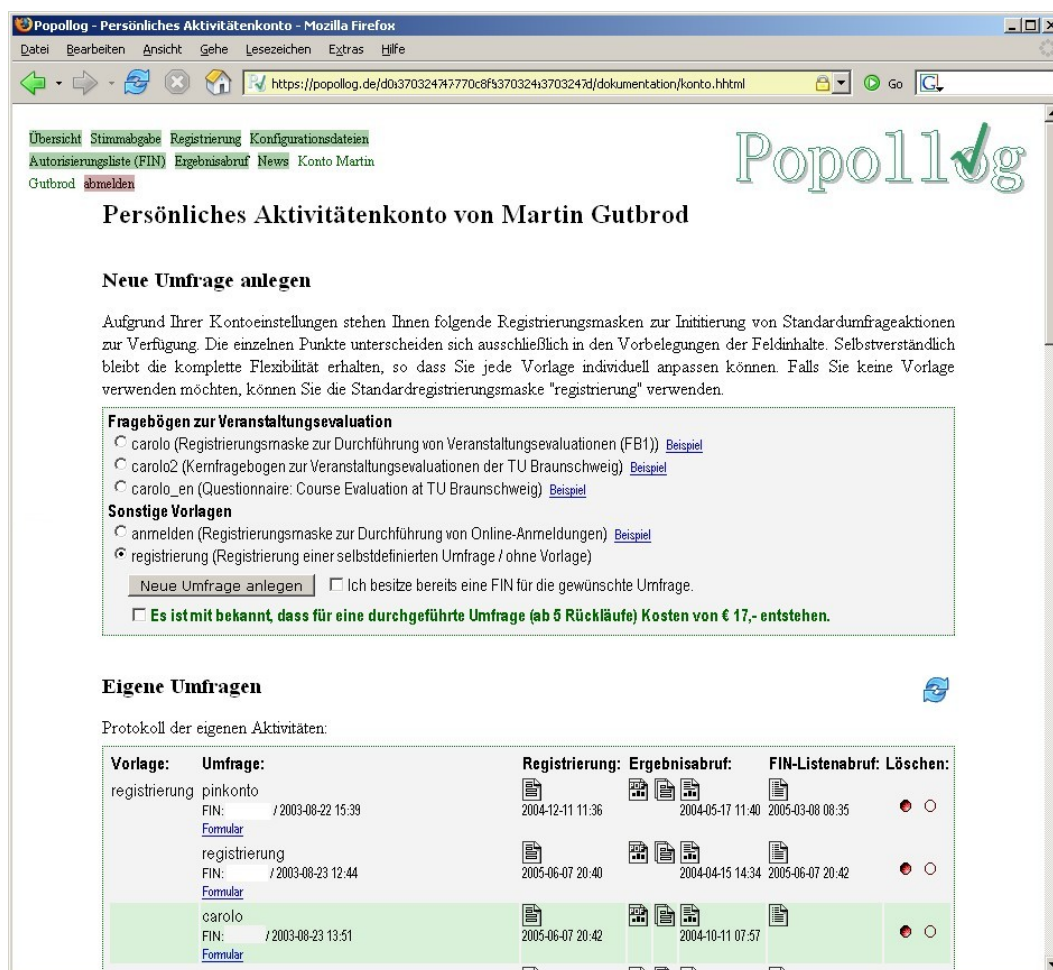 Popollog - Persönliches Aktivitätenkonto - Mozilla Firefox
Datei Bearbeiten Ansicht Gehe Lesezeichen Extras Hilfe
Go
G
Übersicht Stimmabgabe Registrierung Konfigurationsdateien
Autorisierungsliste (FIN) Ergebnisabruf News Konto Martin
Gutbrod abmelden
Popollog
Persönliches Aktivitätenkonto von Martin Gutbrod
Neue Umfrage anlegen
Aufgrund Ihrer Kontoeinstellungen stehen Ihnen folgende Registrierungsmasken zur Inititierung von Standardumfrageaktionen
zur Verfügung. Die einzelnen Punkte unterscheiden sich ausschließlich in den Vorbelegungen der Feldinhalte. Selbstverständlich
bleibt die komplette Flexibilität erhalten, so dass Sie jede Vorlage individuell anpassen können. Falls Sie keine Vorlage
verwenden möchten, können Sie die Standardregistrierungsmaske "registrierung" verwenden.
Fragebögen zur Veranstaltungsevaluation
carolo (Registrierungsmaske zur Durchführung von Veranstaltungsevaluationen (FB1)) Beispiel
carolo2 (Kernfragebogen zur Veranstaltungsevaluationen der TU Braunschweig) Beispiel
carolo_en (Questionnaire: Course Evaluation at TU Braunschweig) Beispiel
Sonstige Vorlagen
anmelden (Registrierungsmaske zur Durchführung von Online-Anmeldungen) Beispiel
registrierung (Registrierung einer selbstdefinierten Umfrage / ohne Vorlage)
Neue Umfrage anlegen Ich besitze bereits eine FIN für die gewünschte Umfrage.
Es ist mit bekannt, dass für eine durchgeführte Umfrage (ab 5 Rückläufe) Kosten von € 17,- entstehen.
Eigene Umfragen
Protokoll der eigenen Aktivitäten:
Vorlage: Umfrage: Registrierung: Ergebnisabruf: FIN-Listenabruf: Löschen:
registrierung pinkonto
FIN: / 2003-08-22 15:39 2004-12-11 11:36 2004-05-17 11:40 2005-03-08 08:35
Formular
registrierung
FIN: / 2003-08-23 12:44 2005-06-07 20:40 2004-04-15 14:34 2005-06-07 20:42
Formular
carolo
FIN: / 2003-08-23 13:51 2005-06-07 20:42 2004-10-11 07:57
Formular